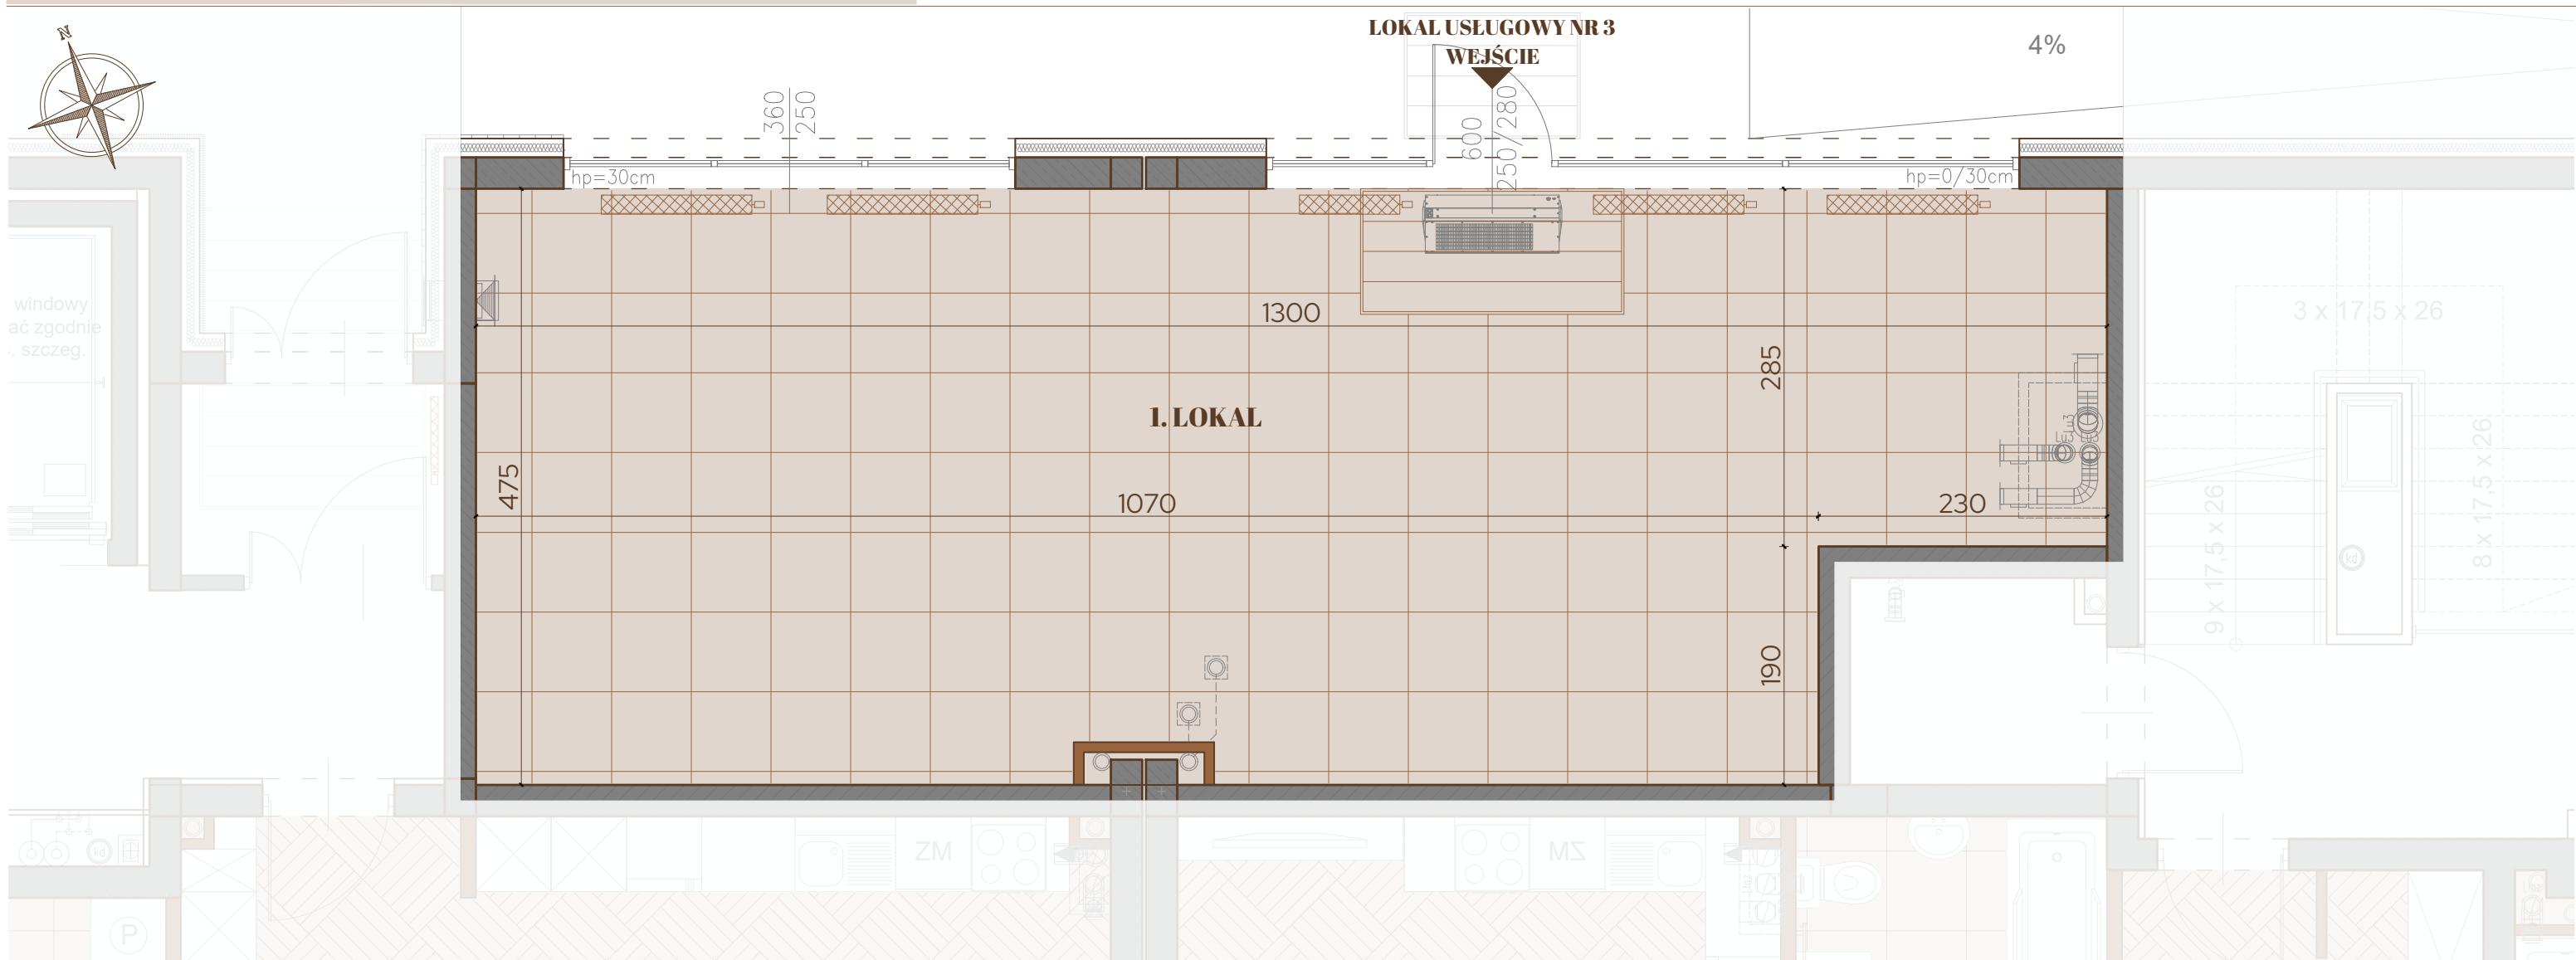 N
LOKAL USŁUGOWY NR 3
WEJŚCIE
4%
360
250
600
250/280
hp=30cm
hp=0/30cm
windowy
ać zgodnie
szczeg.
1300
3 x 17,5 x 26
285
1. LOKAL
475
1070
230
9 x 17,5 x 26
8 x 17,5 x 26
kd
190
kd
ZM
ZM
P